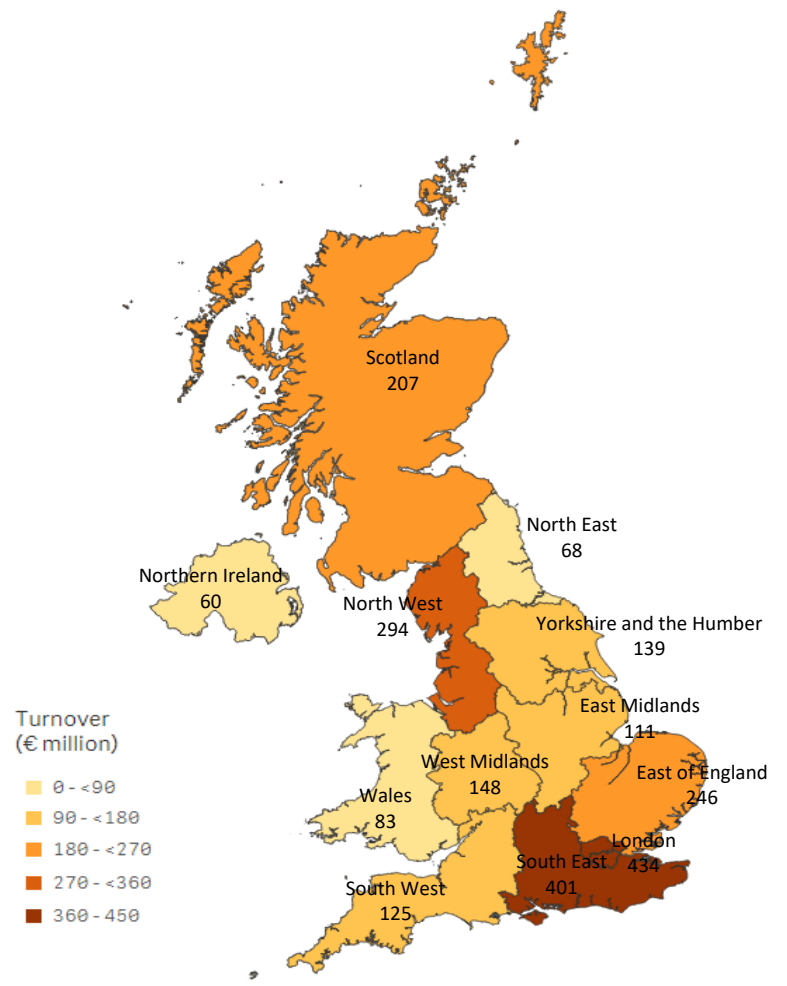 Scotland
207
North East
68
Northern Ireland
60
North West
294
Yorkshire and the Humber
139
East Midlands
111
West Midlands
148
East of England
246
Wales
83
London
434
South East
401
South West
125
Turnover
(€ million)
0-<90
90-<180
180-<270
270-<360
360-450